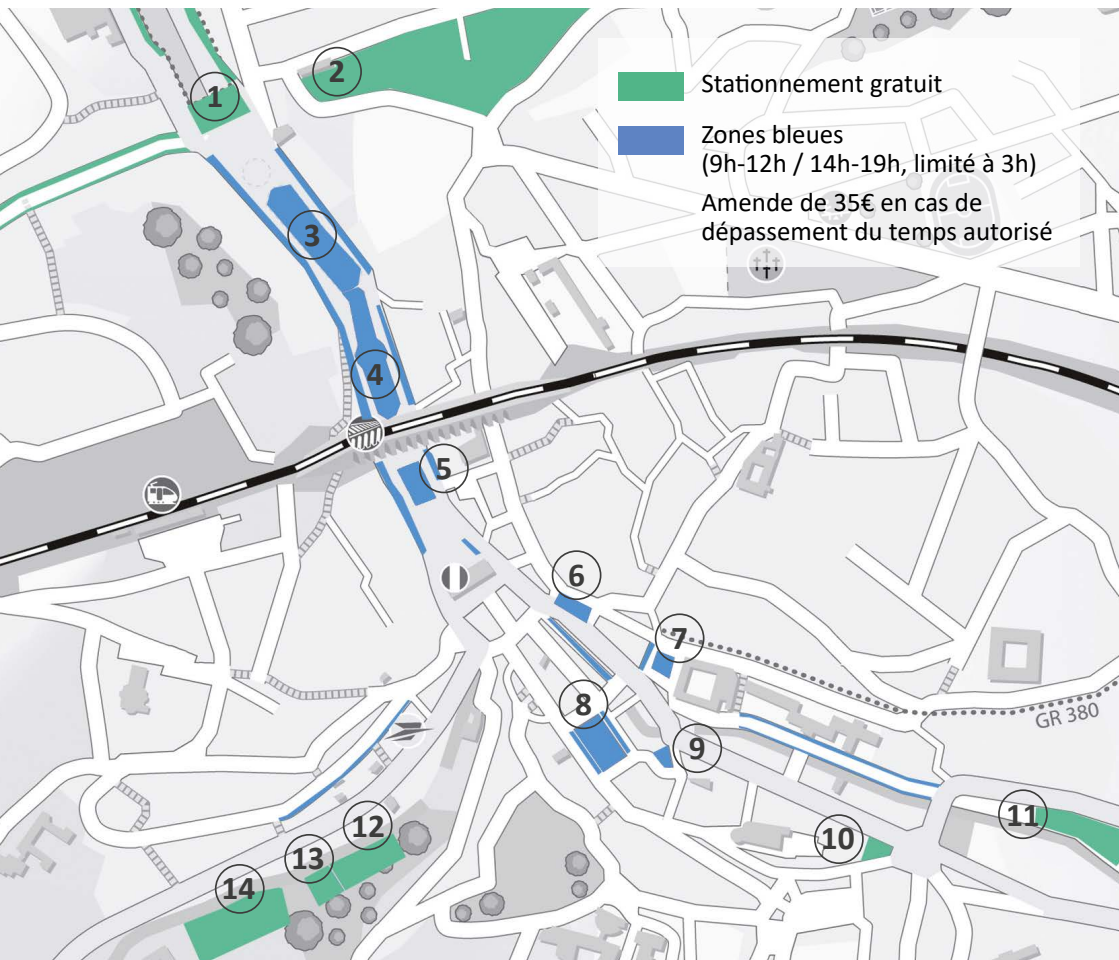 Stationnement gratuit
Zones bleues
(9h-12h / 14h-19h, limité à 3h)
Amende de 35€ en cas de
dépassement du temps autorisé
1
2
3
4
5
6
7
8
9
10
11
12
13
14
GR 380